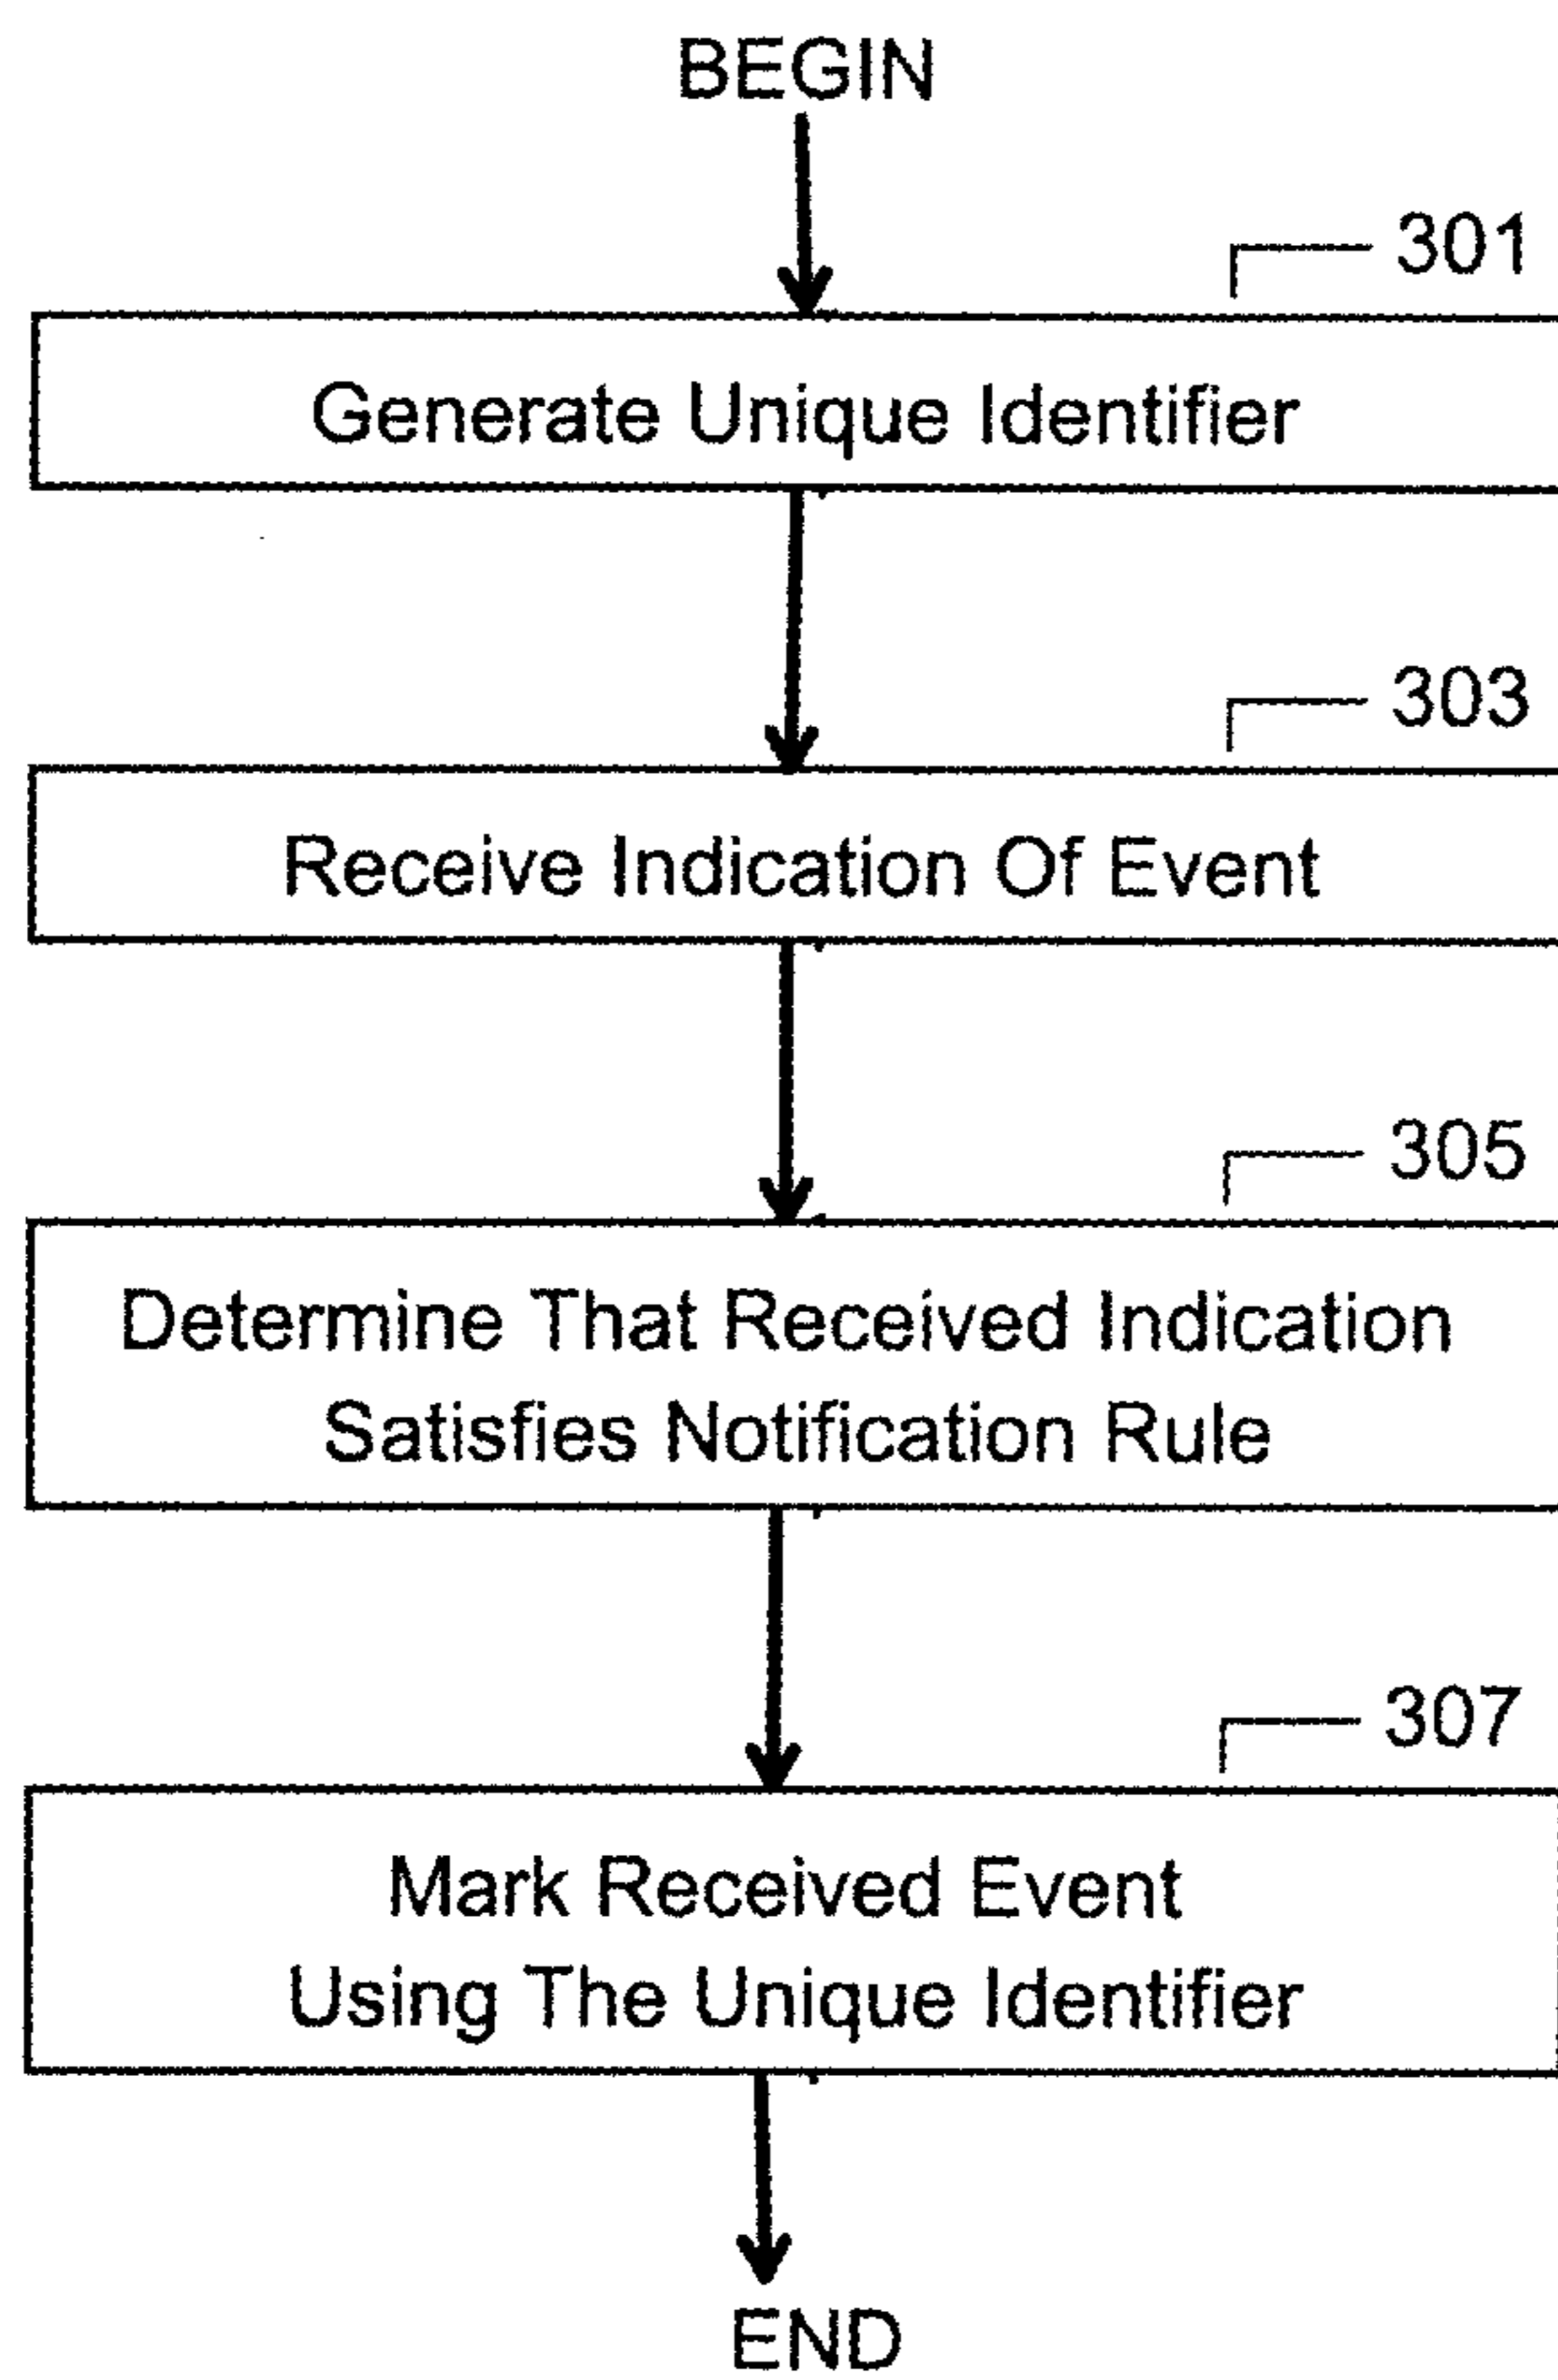 BEGIN
301
Generate Unique Identifier
303
Receive Indication Of Event
305
Determine That Received Indication
Satisfies Notification Rule
307
Mark Received Event
Using The Unique Identifier
END